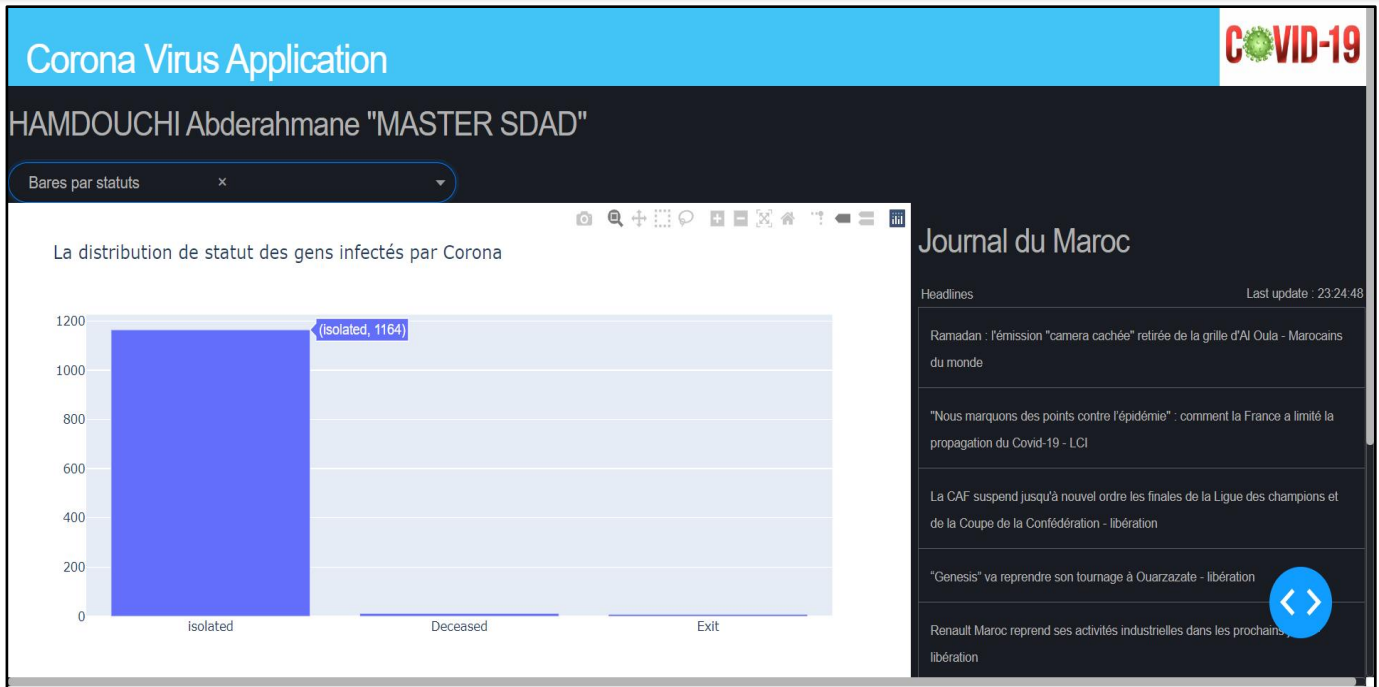 Corona Virus Application
COVID-19
HAMDOUCHI Abderahmane "MASTER SDAD"
Bares par statuts ×
La distribution de statut des gens infectés par Corona
1200
1000
800
600
400
200
0
(isolated, 1164)
isolated
Deceased
Exit
Journal du Maroc
Headlines
Last update : 23:24:48
Ramadan : l'émission "camera cachée" retirée de la grille d'Al Oula - Marocains
du monde
"Nous marquons des points contre l'épidémie" : comment la France a limité la
propagation du Covid-19 - LCI
La CAF suspend jusqu'à nouvel ordre les finales de la Ligue des champions et
de la Coupe de la Confédération - libération
“Genesis” va reprendre son tournage à Ouarzazate - libération
Renault Maroc reprend ses activités industrielles dans les prochains
libération